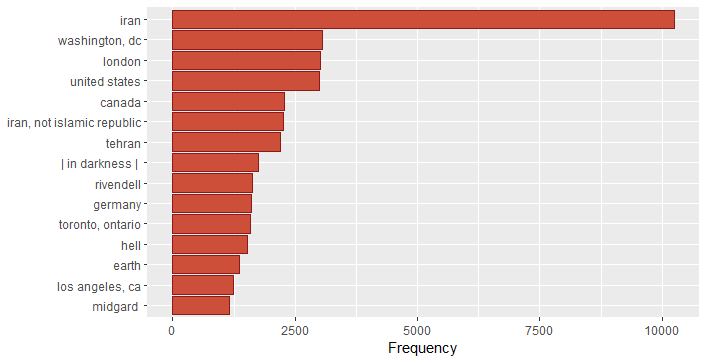 iran
washington, dc
london
united states
canada
iran, not islamic republic
tehran
| in darkness |
rivendell
germany
toronto, ontario
hell
earth
los angeles, ca
midgard
0 2500 5000 7500 10000
Frequency